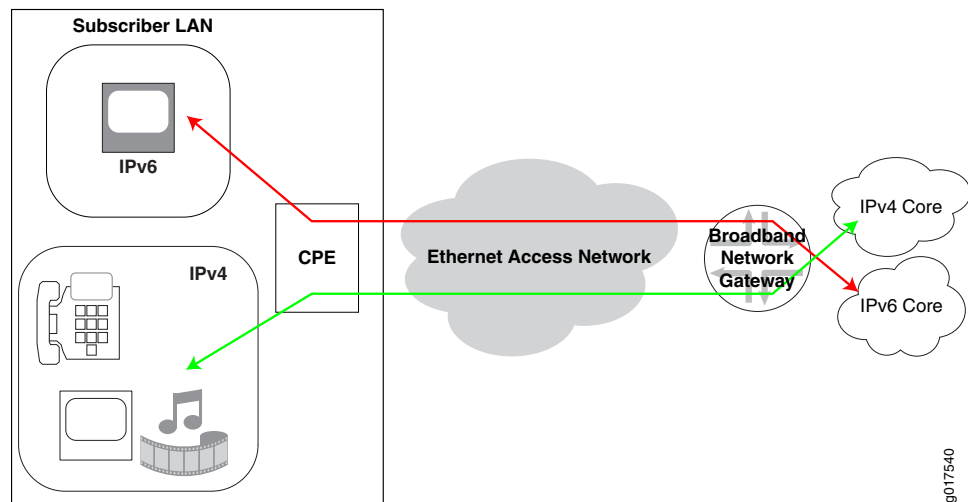 Subscriber LAN
IPv6
IPv4
CPE
Ethernet Access Network
Broadband
Network
Gateway
IPv4 Core
IPv6 Core
g017540